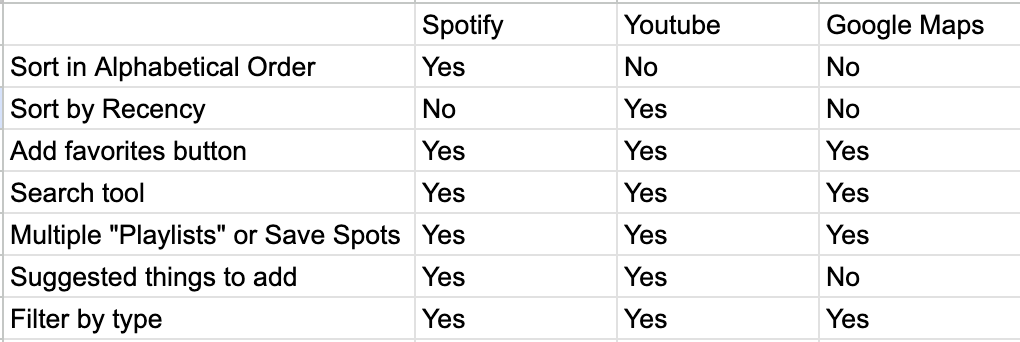 Spotify Youtube Google Maps
Sort in Alphabetical Order Yes No No
Sort by Recency No Yes No
Add favorites button Yes Yes Yes
Search tool Yes Yes Yes
Multiple "Playlists" or Save Spots Yes Yes Yes
Suggested things to add Yes Yes No
Filter by type Yes Yes Yes